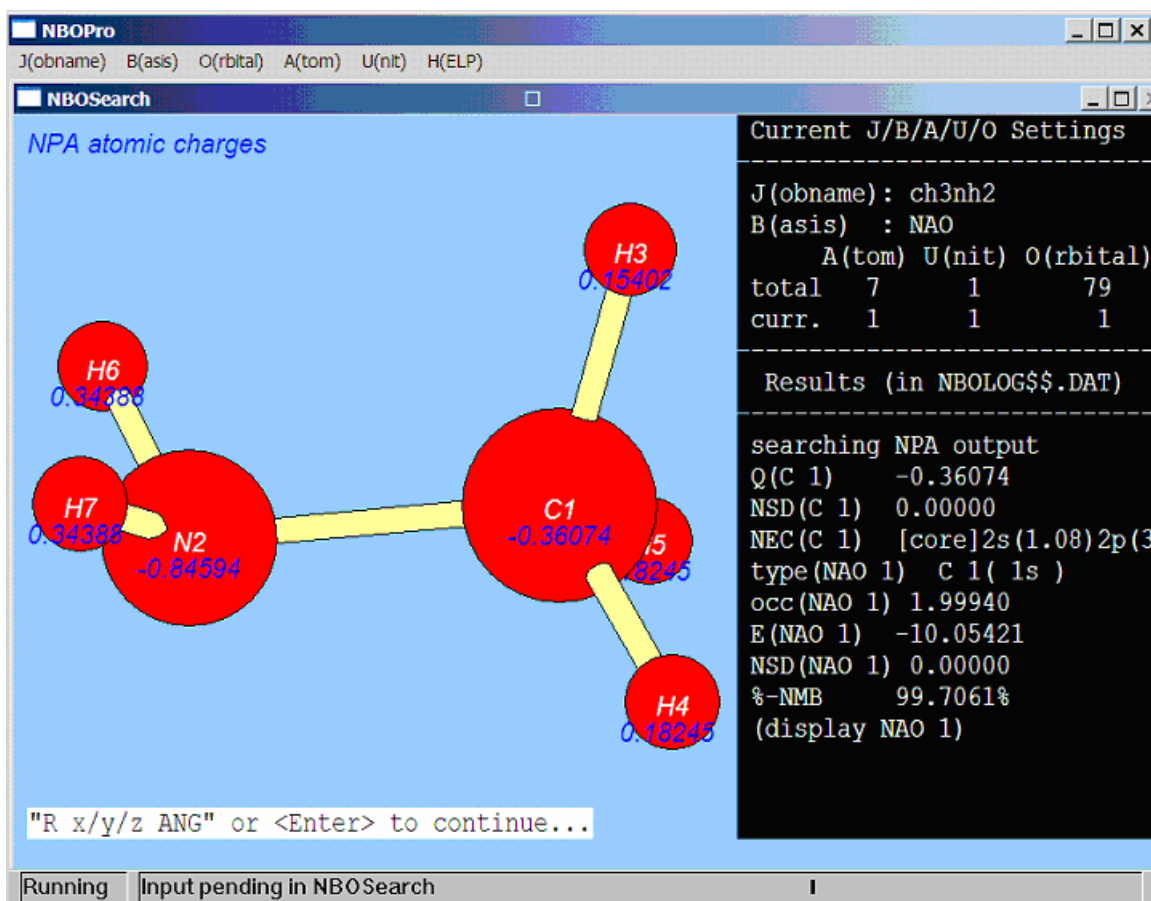 NBOPro
J(obname) B(asis) O(rbital) A(tom) U(nit) H(ELP)
NBOSearch
NPA atomic charges
H3
0.15402
H6
0.34388
H7
0.34388
N2
-0.84594
C1
-0.36074
H4
0.18245
"R x/y/z ANG" or <Enter> to continue...
Current J/B/A/U/O Settings
J(obname): ch3nh2
B(asis) : NAO
A(tom) U(nit) O(rbital)
total 7 1 79
curr. 1 1 1
Results (in NBOLOG$$.DAT)
searching NPA output
Q(C 1) -0.36074
NSD(C 1) 0.00000
NEC(C 1) [core]2s(1.08)2p(3
type(NAO 1) C 1( 1s )
occ(NAO 1) 1.99940
E(NAO 1) -10.05421
NSD(NAO 1) 0.00000
%-NMB 99.7061%
(display NAO 1)
Running Input pending in NBOSearch